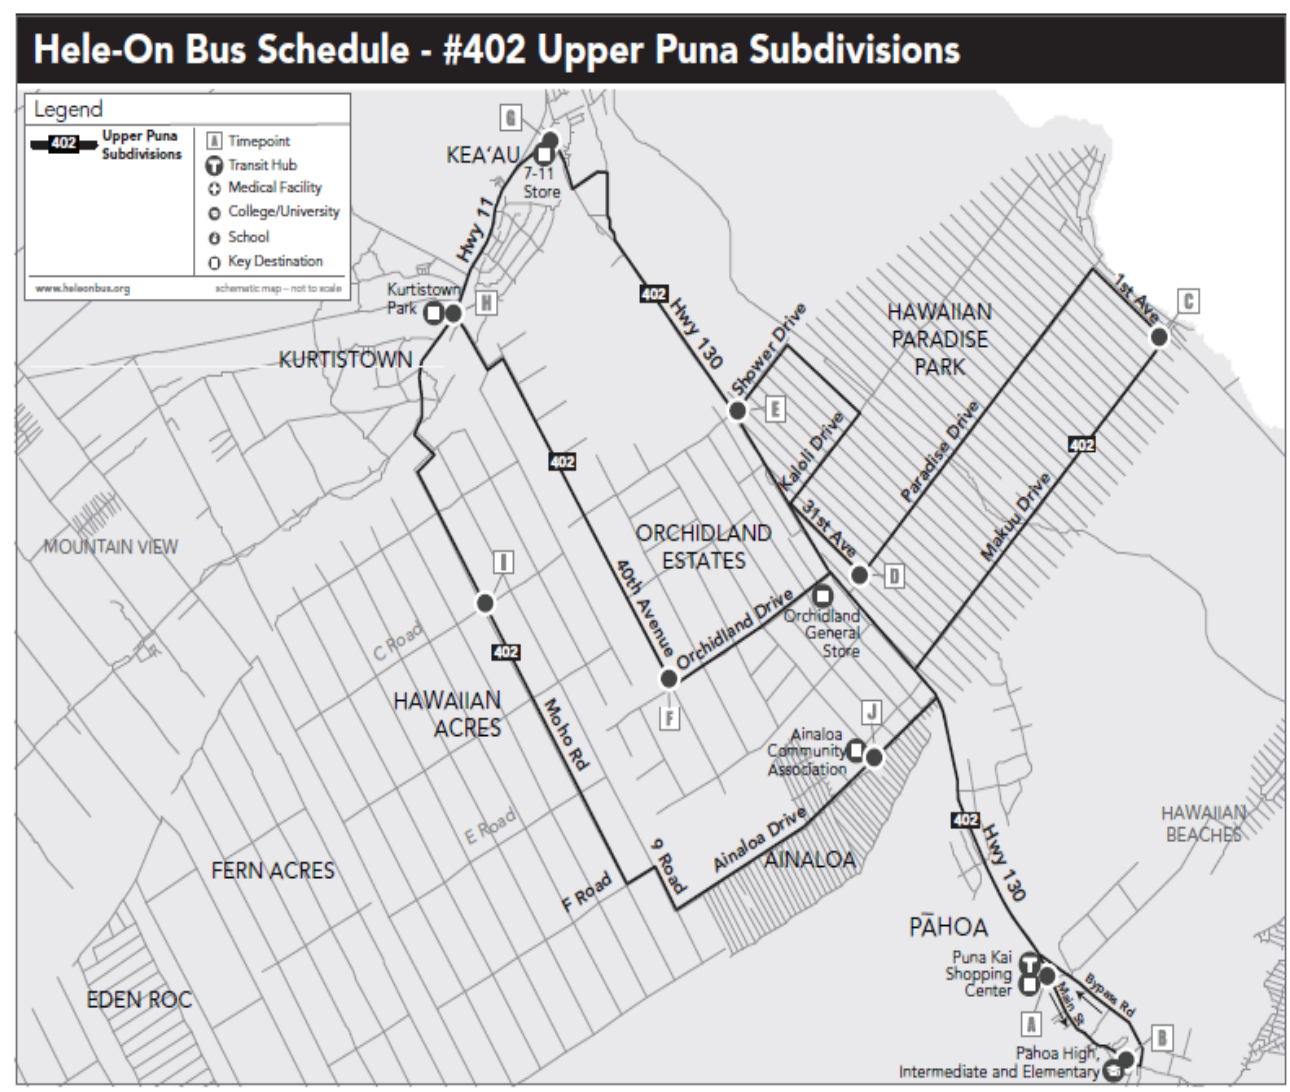 Hele-On Bus Schedule - #402 Upper Puna Subdivisions
Legend
402
Upper Puna
Subdivisions
A Timepoint
T Transit Hub
Medical Facility
College/University
School
Key Destination
www.heleonbus.org
schematic map – not to scale
G
KEA‘AU
7-11
Store
Hwy 11
Kurtistown
Park
H
KURTISTOWN
402
Hwy 130
Shower Drive
E
HAWAIIAN
PARADISE
PARK
1st Ave
C
402
Kaloli Drive
Paradise Drive
Makuu Drive
31st Ave
D
402
MOUNTAIN VIEW
ORCHIDLAND
ESTATES
I
40th Avenue
Orchidland Drive
Orchidland
General
Store
C Road
402
F
HAWAIIAN
ACRES
Moho Rd
J
Ainaloa
Community
Association
E Road
9 Road
Ainaloa Drive
AINALOA
402
Hwy 130
HAWAIIAN
BEACHES
FERN ACRES
F Road
PĀHOA
Puna Kai
Shopping
Center
T
EDEN ROC
Main St
Bypass Rd
A
B
Pahoa High,
Intermediate and Elementary